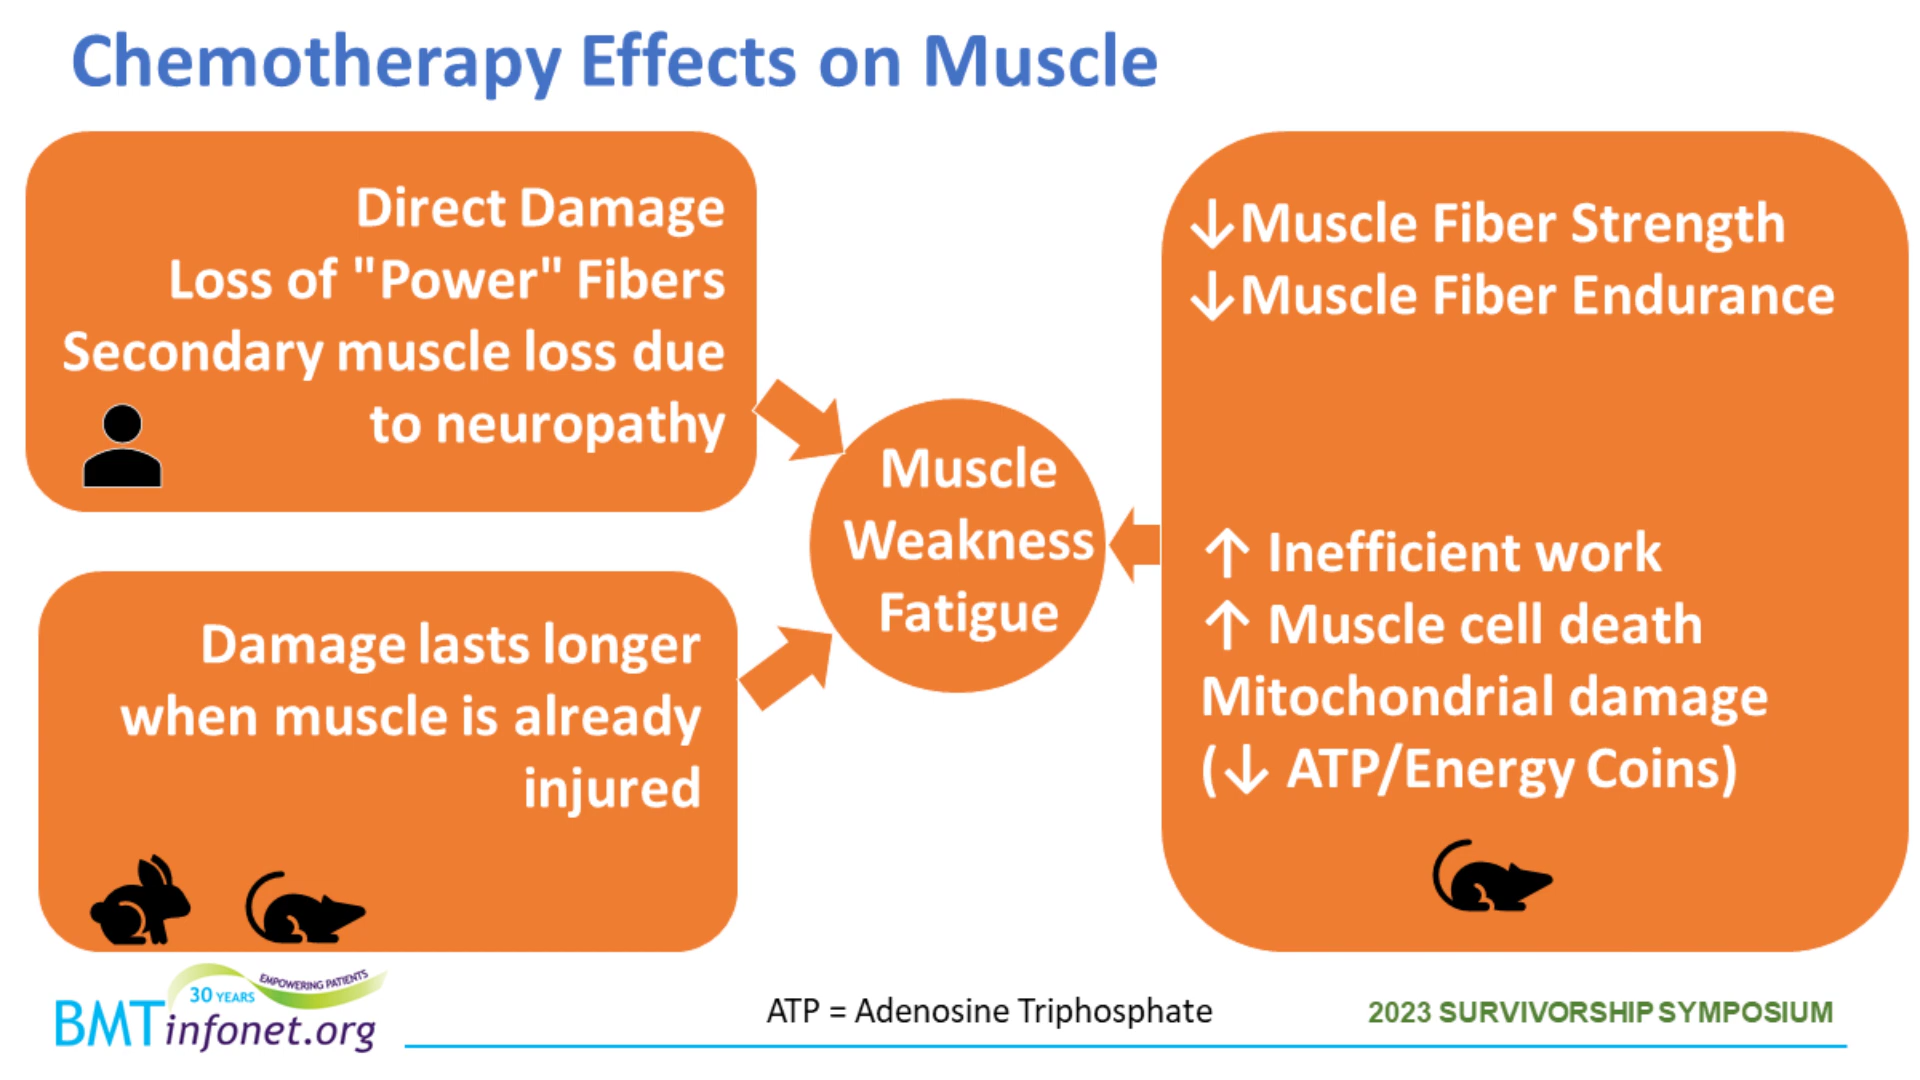 Chemotherapy Effects on Muscle
Direct Damage
Loss of "Power" Fibers
Secondary muscle loss due
to neuropathy
Damage lasts longer
when muscle is already
injured
Muscle
Weakness
Fatigue
↓Muscle Fiber Strength
↓Muscle Fiber Endurance
↑ Inefficient work
↑ Muscle cell death
Mitochondrial damage
(↓ ATP/Energy Coins)
30 YEARS
EMPOWERING PATIENTS
BMTinfonet.org
ATP = Adenosine Triphosphate
2023 SURVIVORSHIP SYMPOSIUM